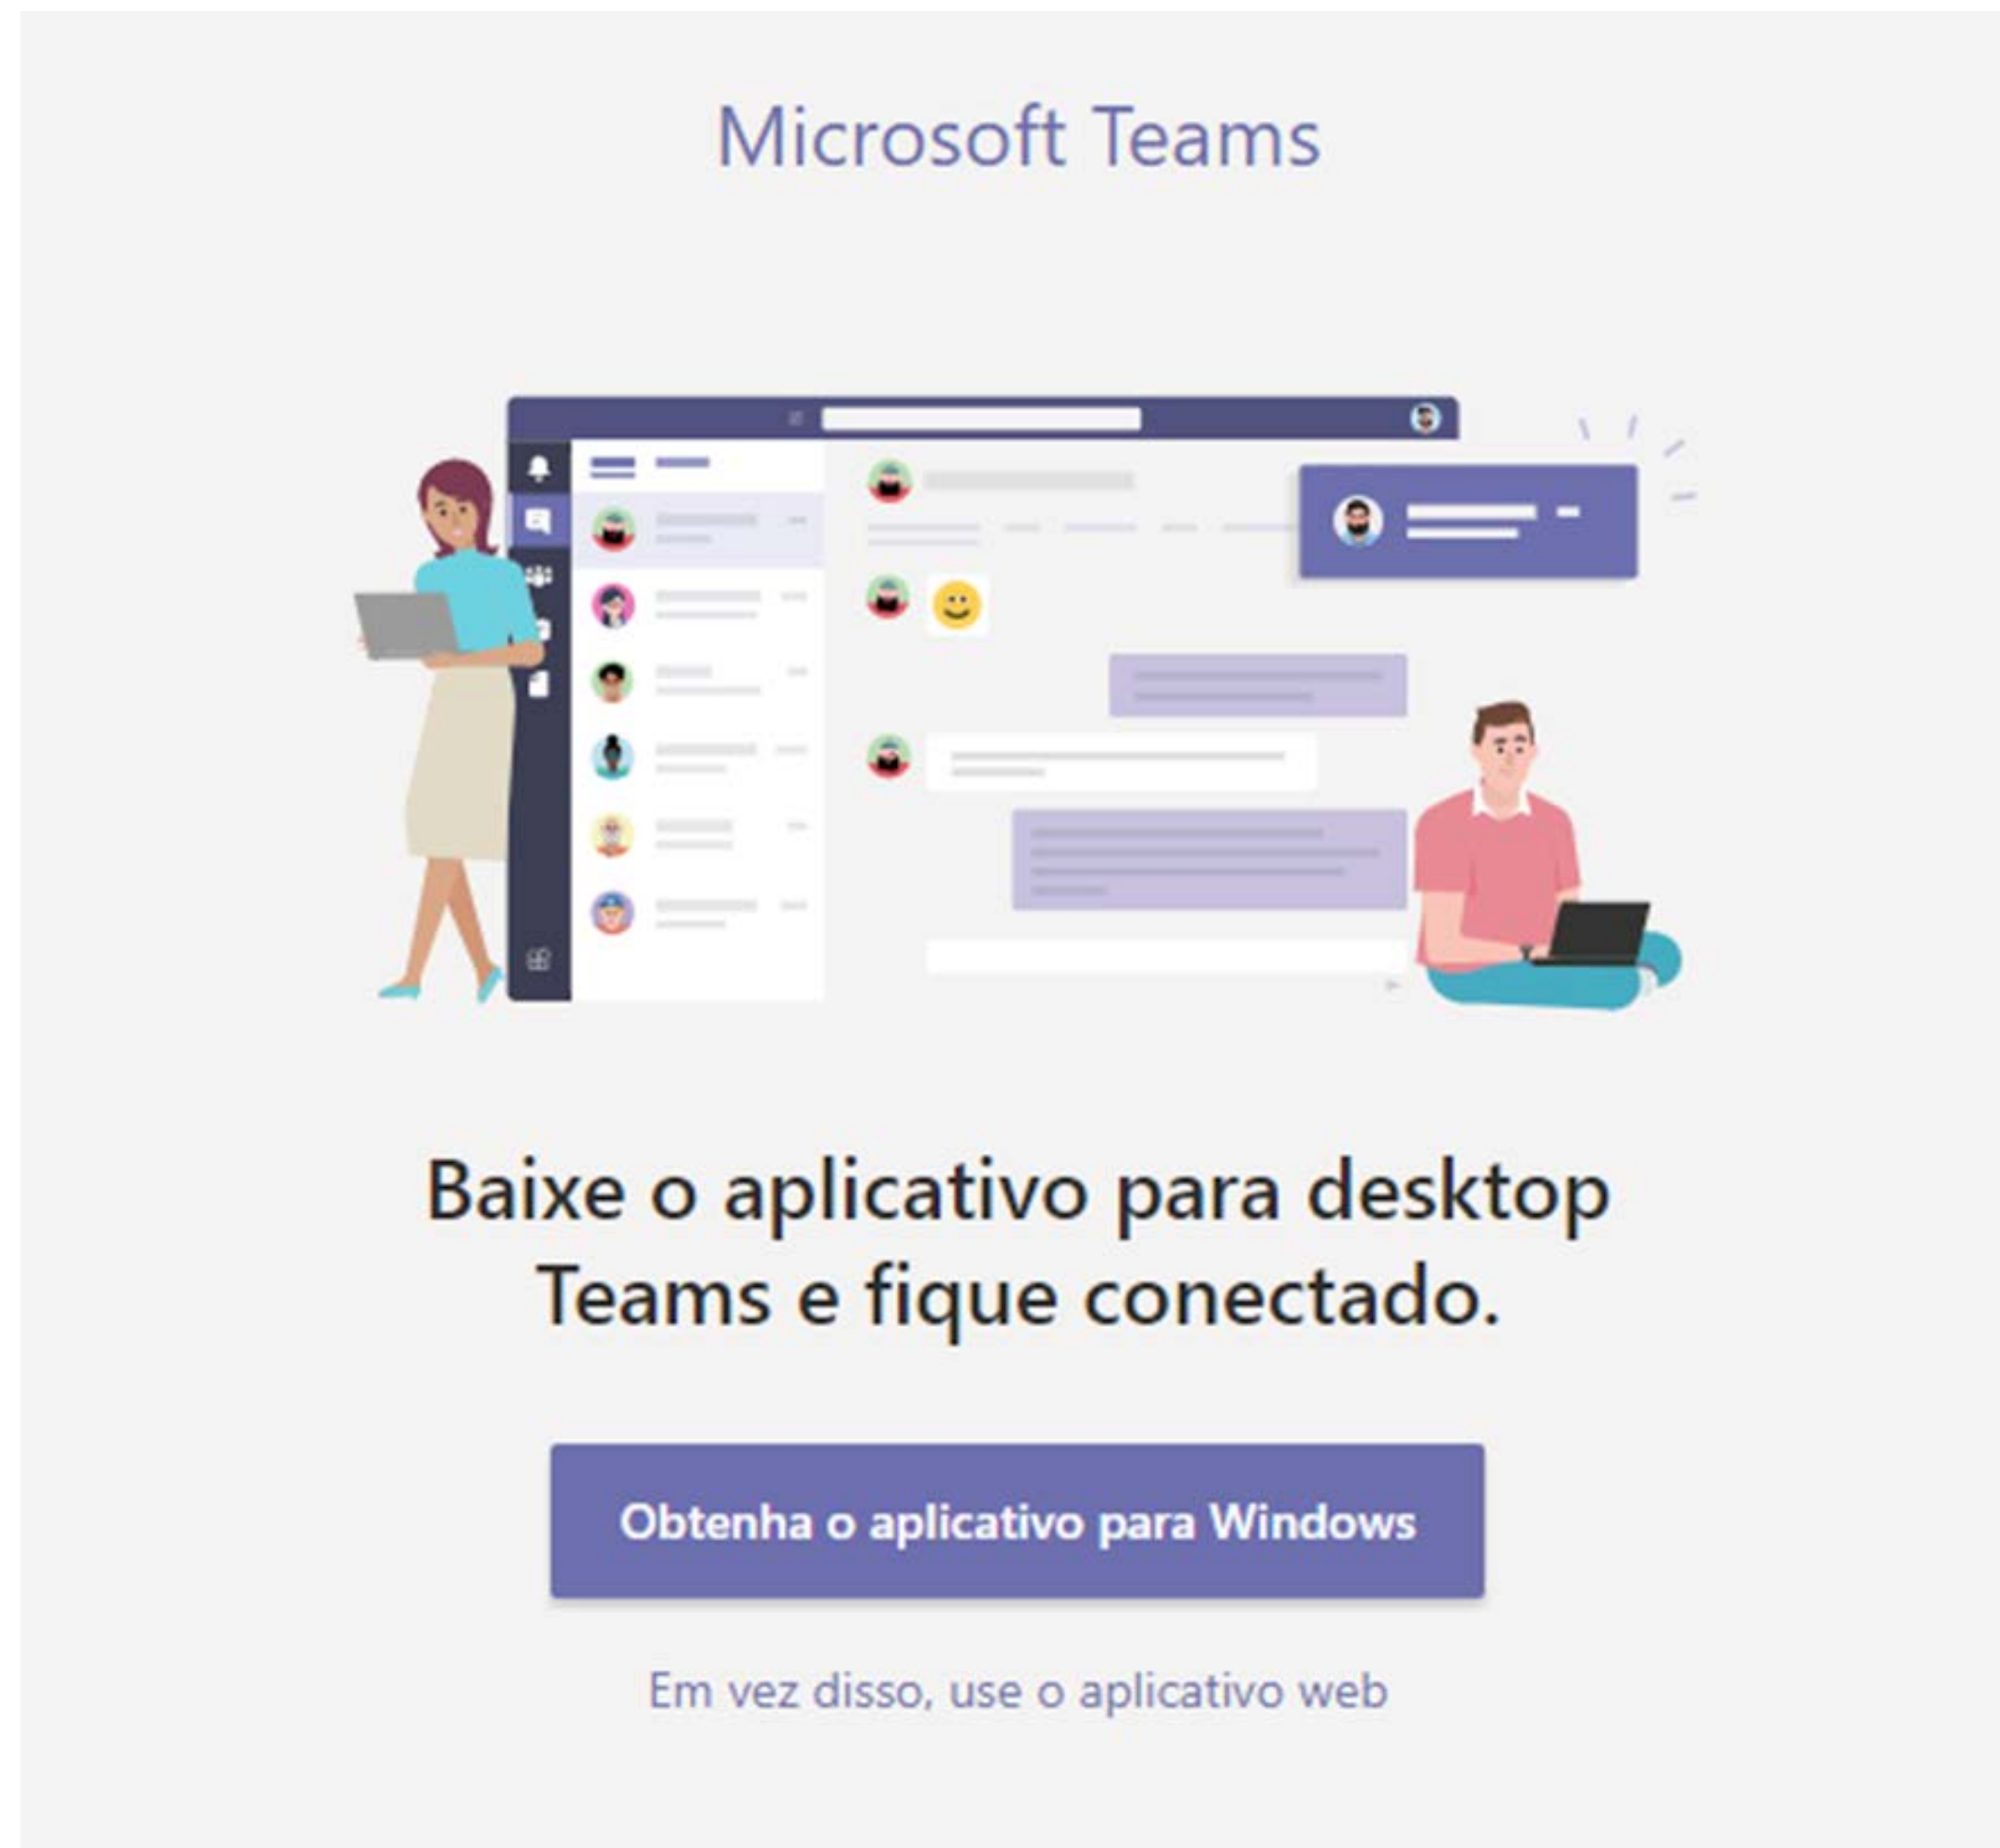 Microsoft Teams
Baixe o aplicativo para desktop
Teams e fique conectado.
Obtenha o aplicativo para Windows
Em vez disso, use o aplicativo web